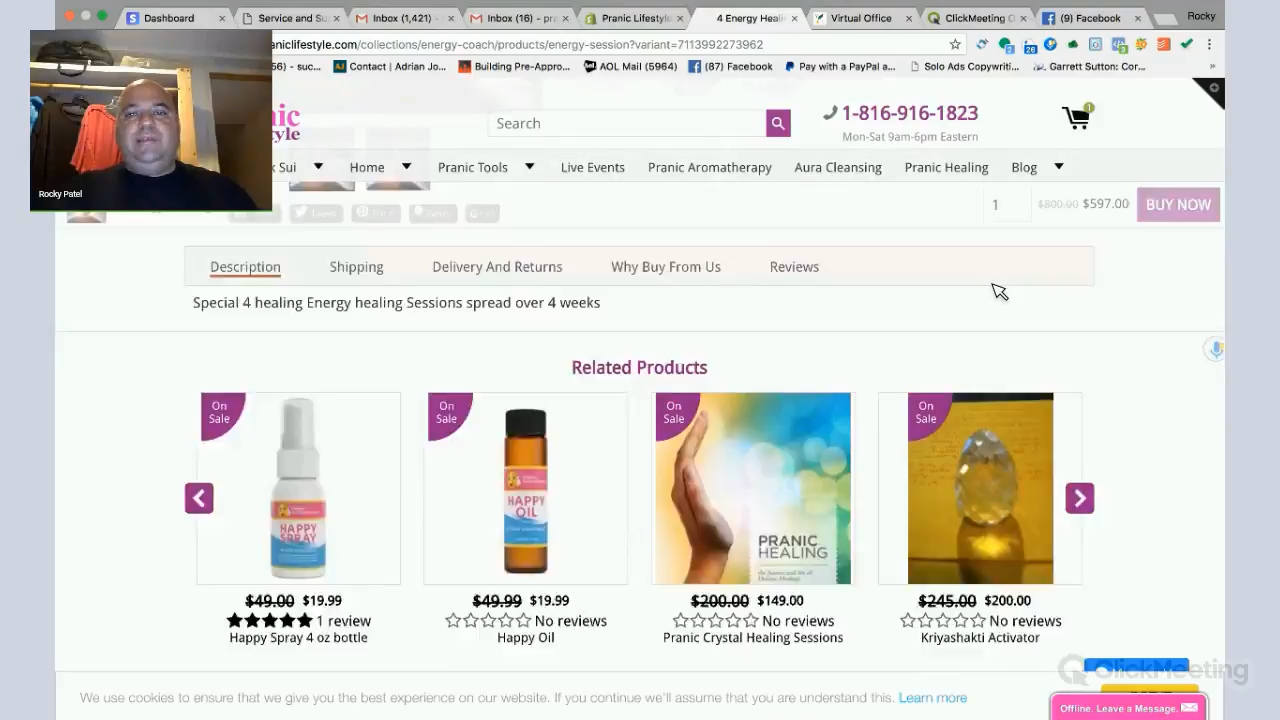 Dashboard
Service and Su
Inbox (1,421)
Inbox (16) - pra
Pranic Lifestyle
4 Energy Heali
Virtual Office
ClickMeeting C
(9) Facebook
Rocky
niclifestyle.com/collections/energy-coach/products/energy-session?variant=7113992273962
56) - suc...
Contact | Adrian Jo...
Building Pre-Appro...
AOL Mail (5964)
(87) Facebook
Pay with a PayPal a...
Solo Ads Copywriti...
Garrett Sutton: Cor...
»
Rocky Patel
nic
style
Search
1-816-916-1823
Mon-Sat 9am-6pm Eastern
1
k Sui
Home
Pranic Tools
Live Events
Pranic Aromatherapy
Aura Cleansing
Pranic Healing
Blog
1
$800.00 $597.00
BUY NOW
Description
Shipping
Delivery And Returns
Why Buy From Us
Reviews
Special 4 healing Energy healing Sessions spread over 4 weeks
Related Products
On Sale
On Sale
On Sale
On Sale
HAPPY SPRAY
HAPPY OIL
PRANIC HEALING
$49.00 $19.99
1 review
Happy Spray 4 oz bottle
$49.99 $19.99
No reviews
Happy Oil
$200.00 $149.00
No reviews
Pranic Crystal Healing Sessions
$245.00 $200.00
No reviews
Kriyashakti Activator
ClickMeeting
We use cookies to ensure that we give you the best experience on our website. If you continue we'll assume that you are understand this. Learn more
Offline. Leave a Message.